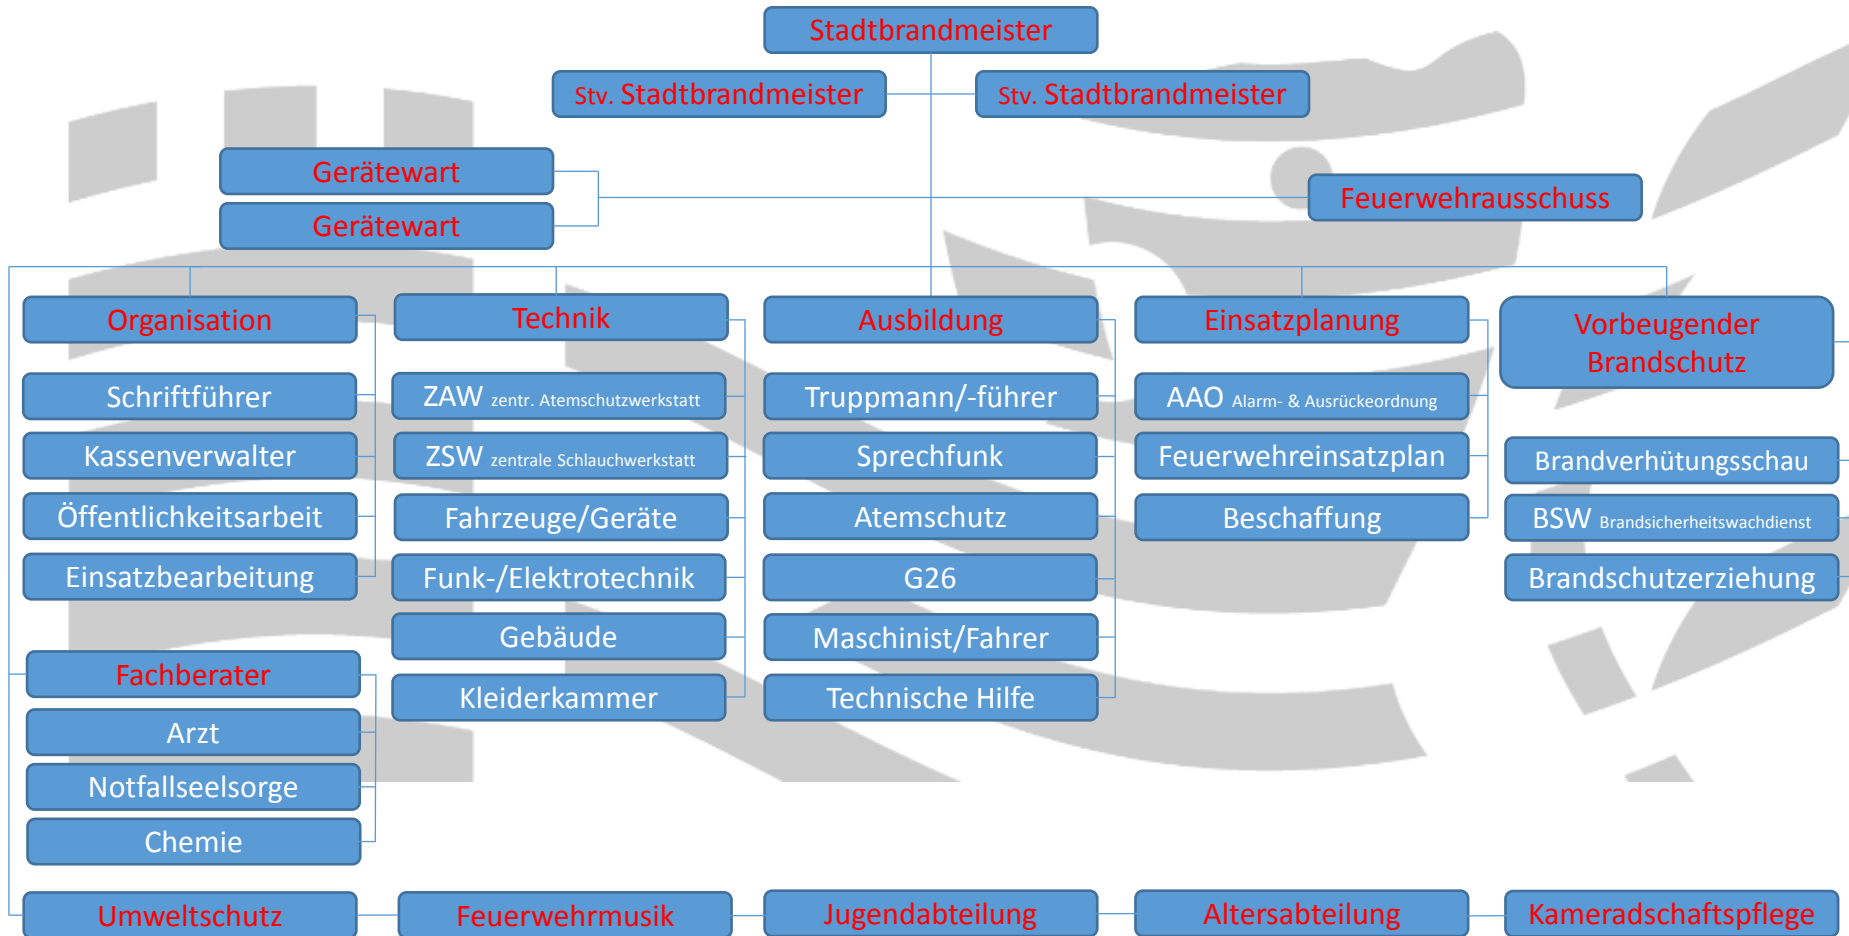 Stadtbrandmeister
Stv. Stadtbrandmeister
Stv. Stadtbrandmeister
Gerätewart
Gerätewart
Feuerwehrausschuss
Organisation
Schriftführer
Kassenverwalter
Öffentlichkeitsarbeit
Einsatzbearbeitung
Fachberater
Arzt
Notfallseelsorge
Chemie
Technik
ZAW zentr. Atemschutzwerkstatt
ZSW zentrale Schlauchwerkstatt
Fahrzeuge/Geräte
Funk-/Elektrotechnik
Gebäude
Kleiderkammer
Ausbildung
Truppmann/-führer
Sprechfunk
Atemschutz
G26
Maschinist/Fahrer
Technische Hilfe
Einsatzplanung
AAO Alarm- & Ausrückeordnung
Feuerwehreinsatzplan
Beschaffung
Vorbeugender
Brandschutz
Brandverhütungsschau
BSW Brandsicherheitswachdienst
Brandschutzerziehung
Umweltschutz
Feuerwehrmusik
Jugendabteilung
Altersabteilung
Kameradschaftspflege